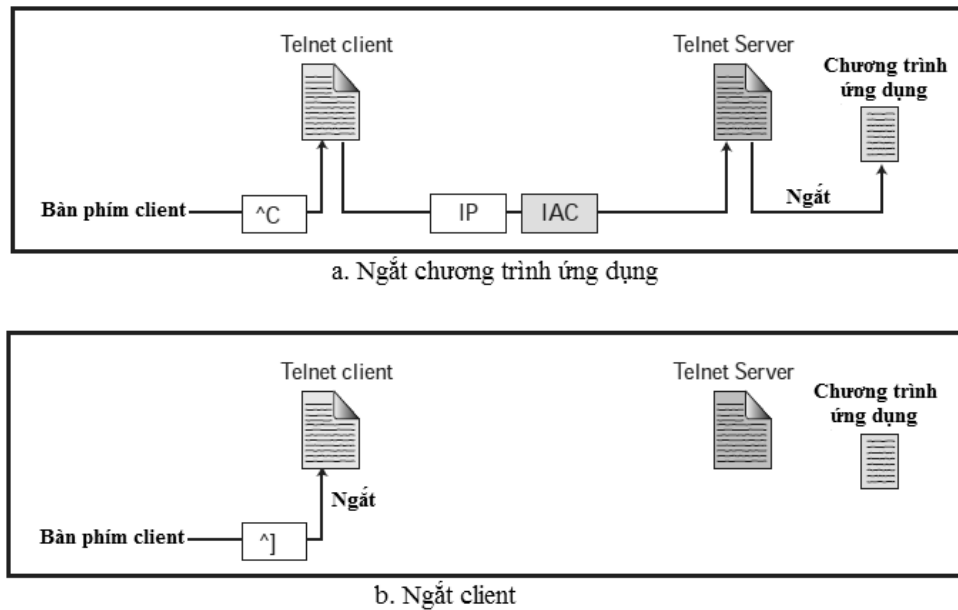 Telnet client
Telnet Server
Chương trình
ứng dụng
Bàn phím client
^C
IP
IAC
Ngắt
a. Ngắt chương trình ứng dụng
Telnet client
Telnet Server
Chương trình
ứng dụng
Ngắt
Bàn phím client
^]
b. Ngắt client